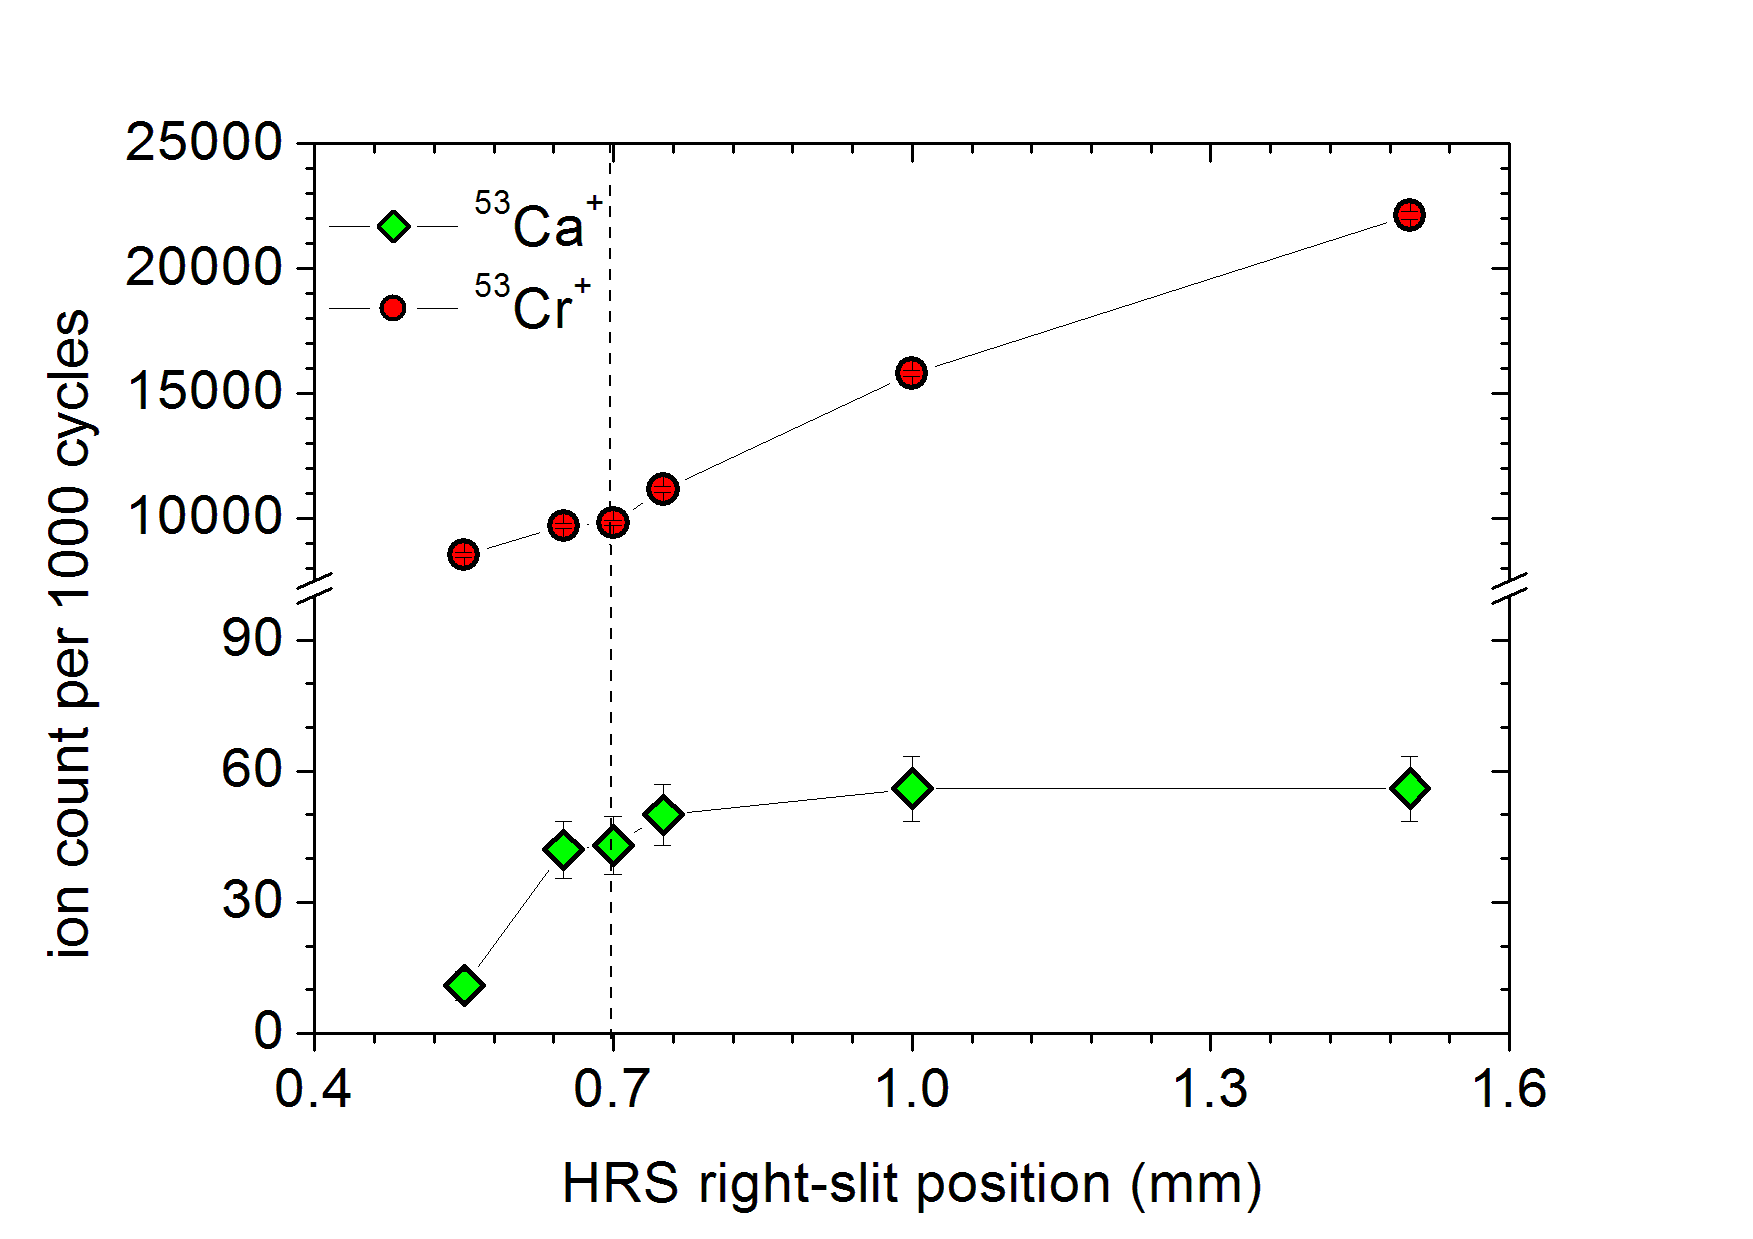 25000
20000
15000
10000
90
60
30
0
⁵³Ca⁺
⁵³Cr⁺
ion count per 1000 cycles
0.4 0.7 1.0 1.3 1.6
HRS right-slit position (mm)